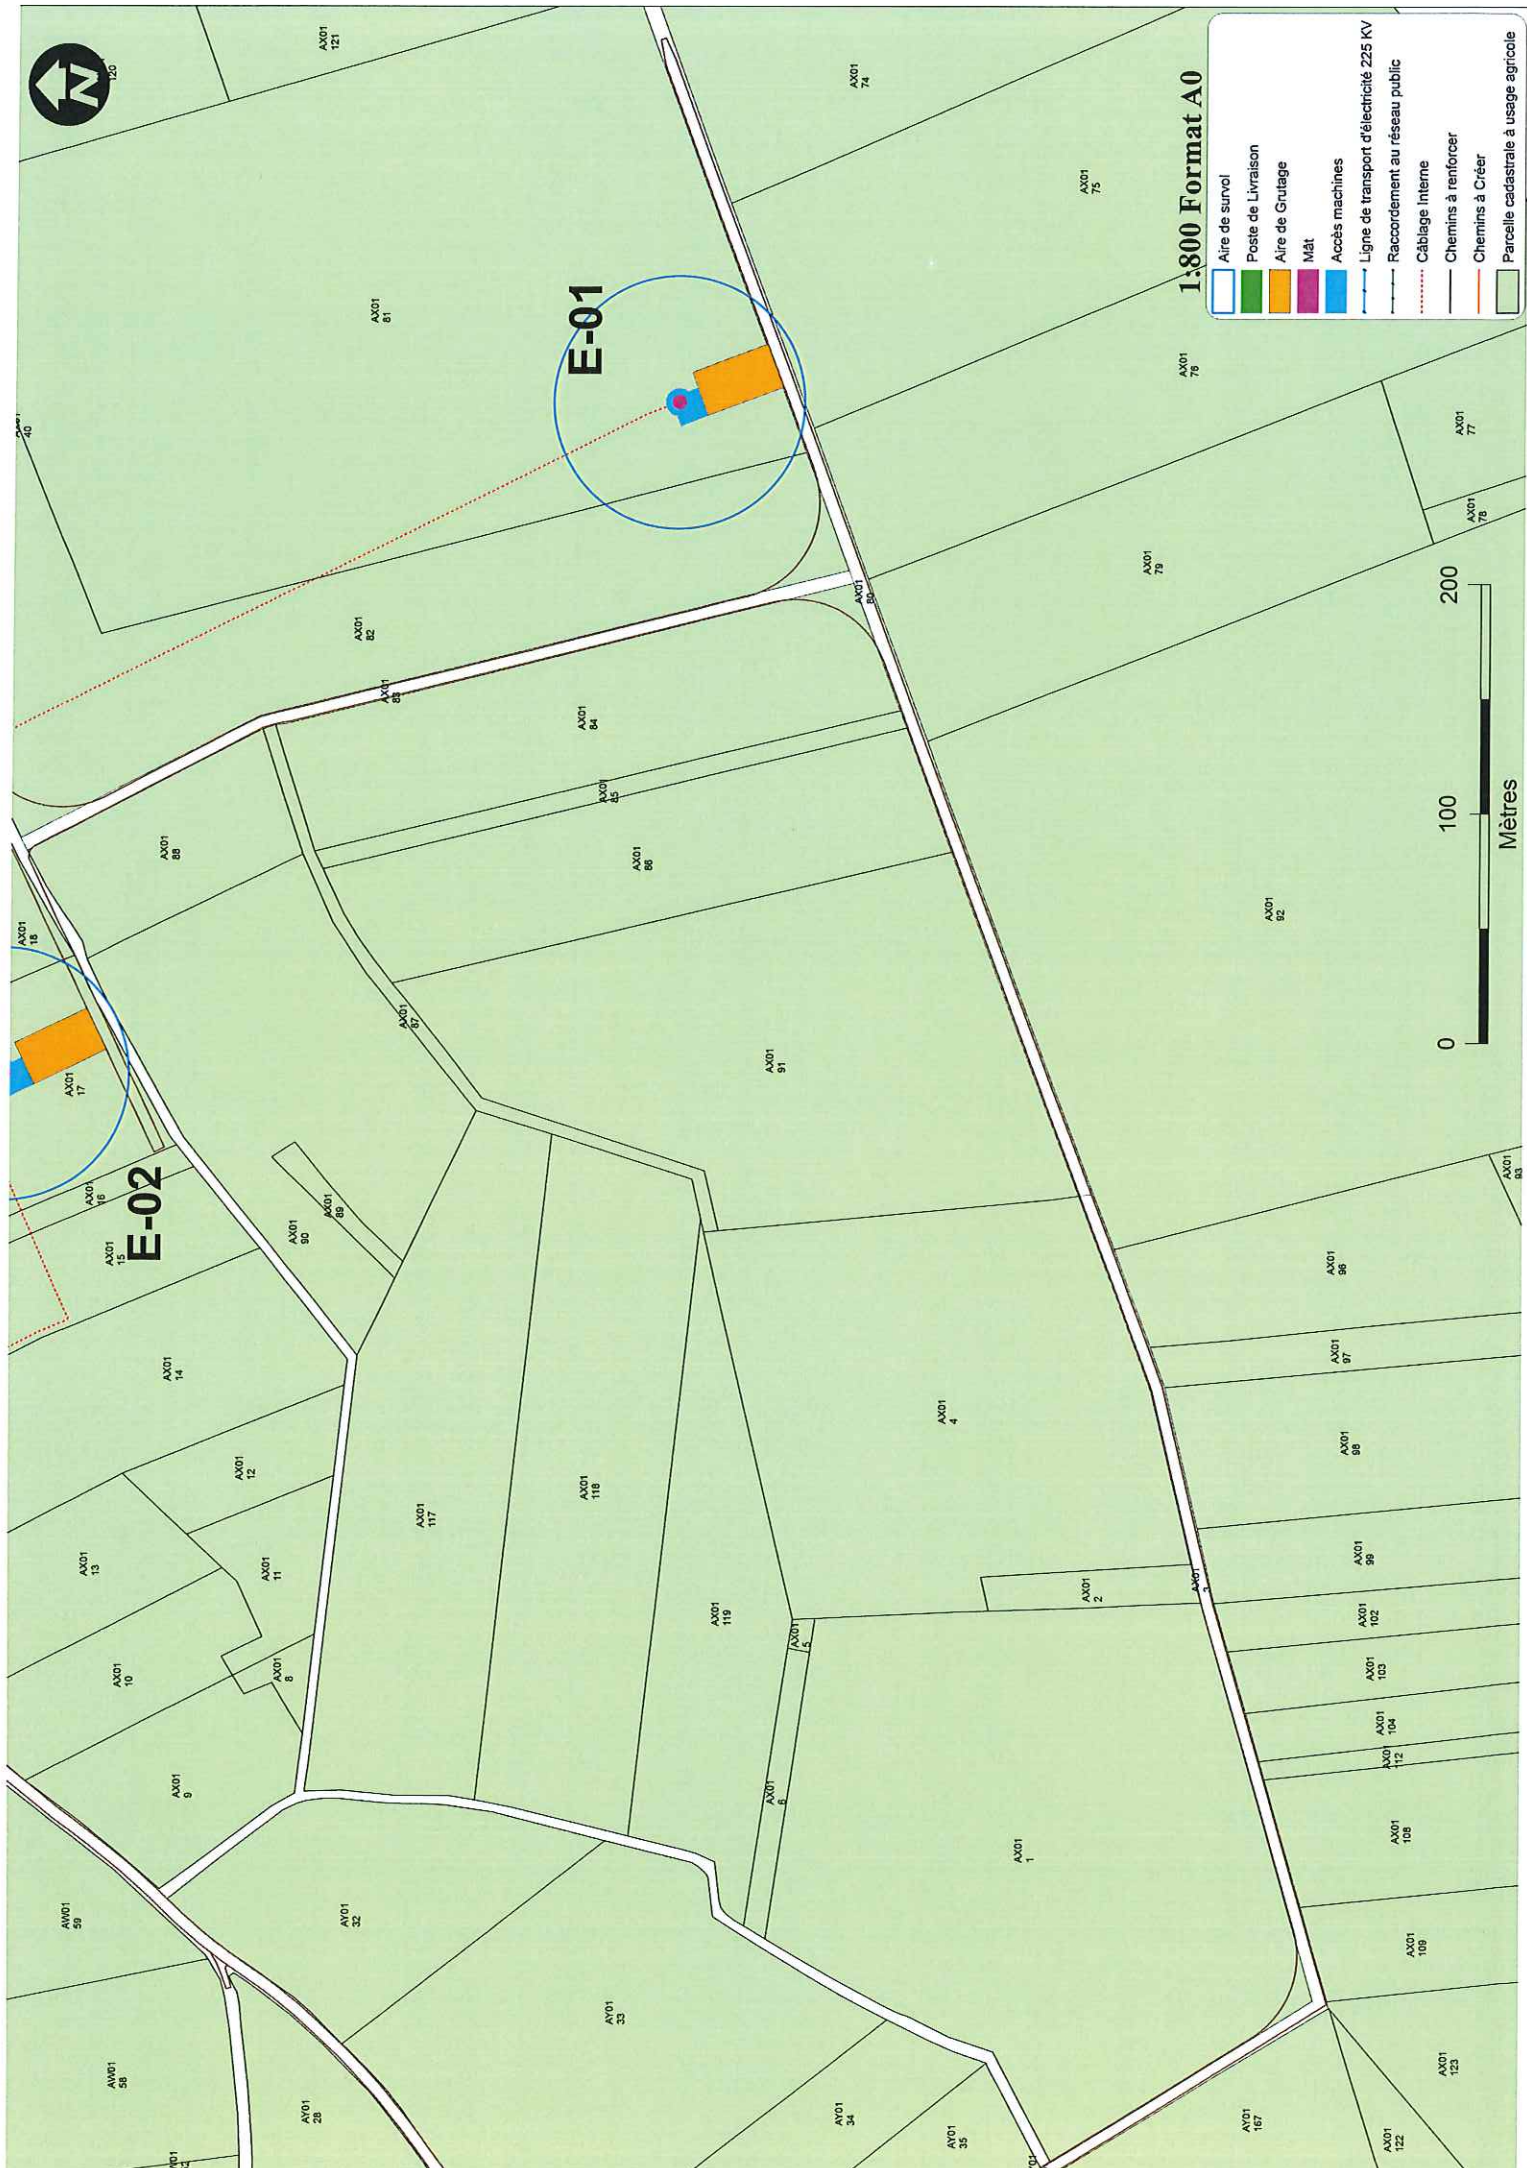 N
120
AX01
121
AX01
74
AX01
40
AX01
81
E-01
AX01
75
1:800 Format A0
Aire de survol
Poste de Livraison
Aire de Grutage
Mât
Accès machines
Ligne de transport d'électricité 225 KV
Raccordement au réseau public
Câblage Interne
Chemins à renforcer
Chemins à Créer
Parcelle cadastrale à usage agricole
AX01
76
AX01
77
AX01
78
AX01
79
AX01
80
AX01
82
AX01
83
AX01
84
AX01
85
AX01
86
AX01
88
AX01
18
AX01
87
AX01
17
AX01
91
AX01
92
0
100
200
Mètres
AX01
16
E-02
AX01
15
AX01
90
AX01
89
AX01
93
AX01
96
AX01
97
AX01
14
AX01
12
AX01
4
AX01
98
AX01
117
AX01
118
AX01
13
AX01
11
AX01
99
AX01
2
AX01
3
AX01
102
AX01
119
AX01
5
AX01
10
AX01
8
AX01
103
AX01
104
AX01
112
AX01
9
AX01
6
AX01
1
AX01
108
AW01
59
AY01
32
AX01
109
AY01
33
AW01
58
AY01
28
AY01
34
AY01
35
AY01
167
AX01
123
AX01
122